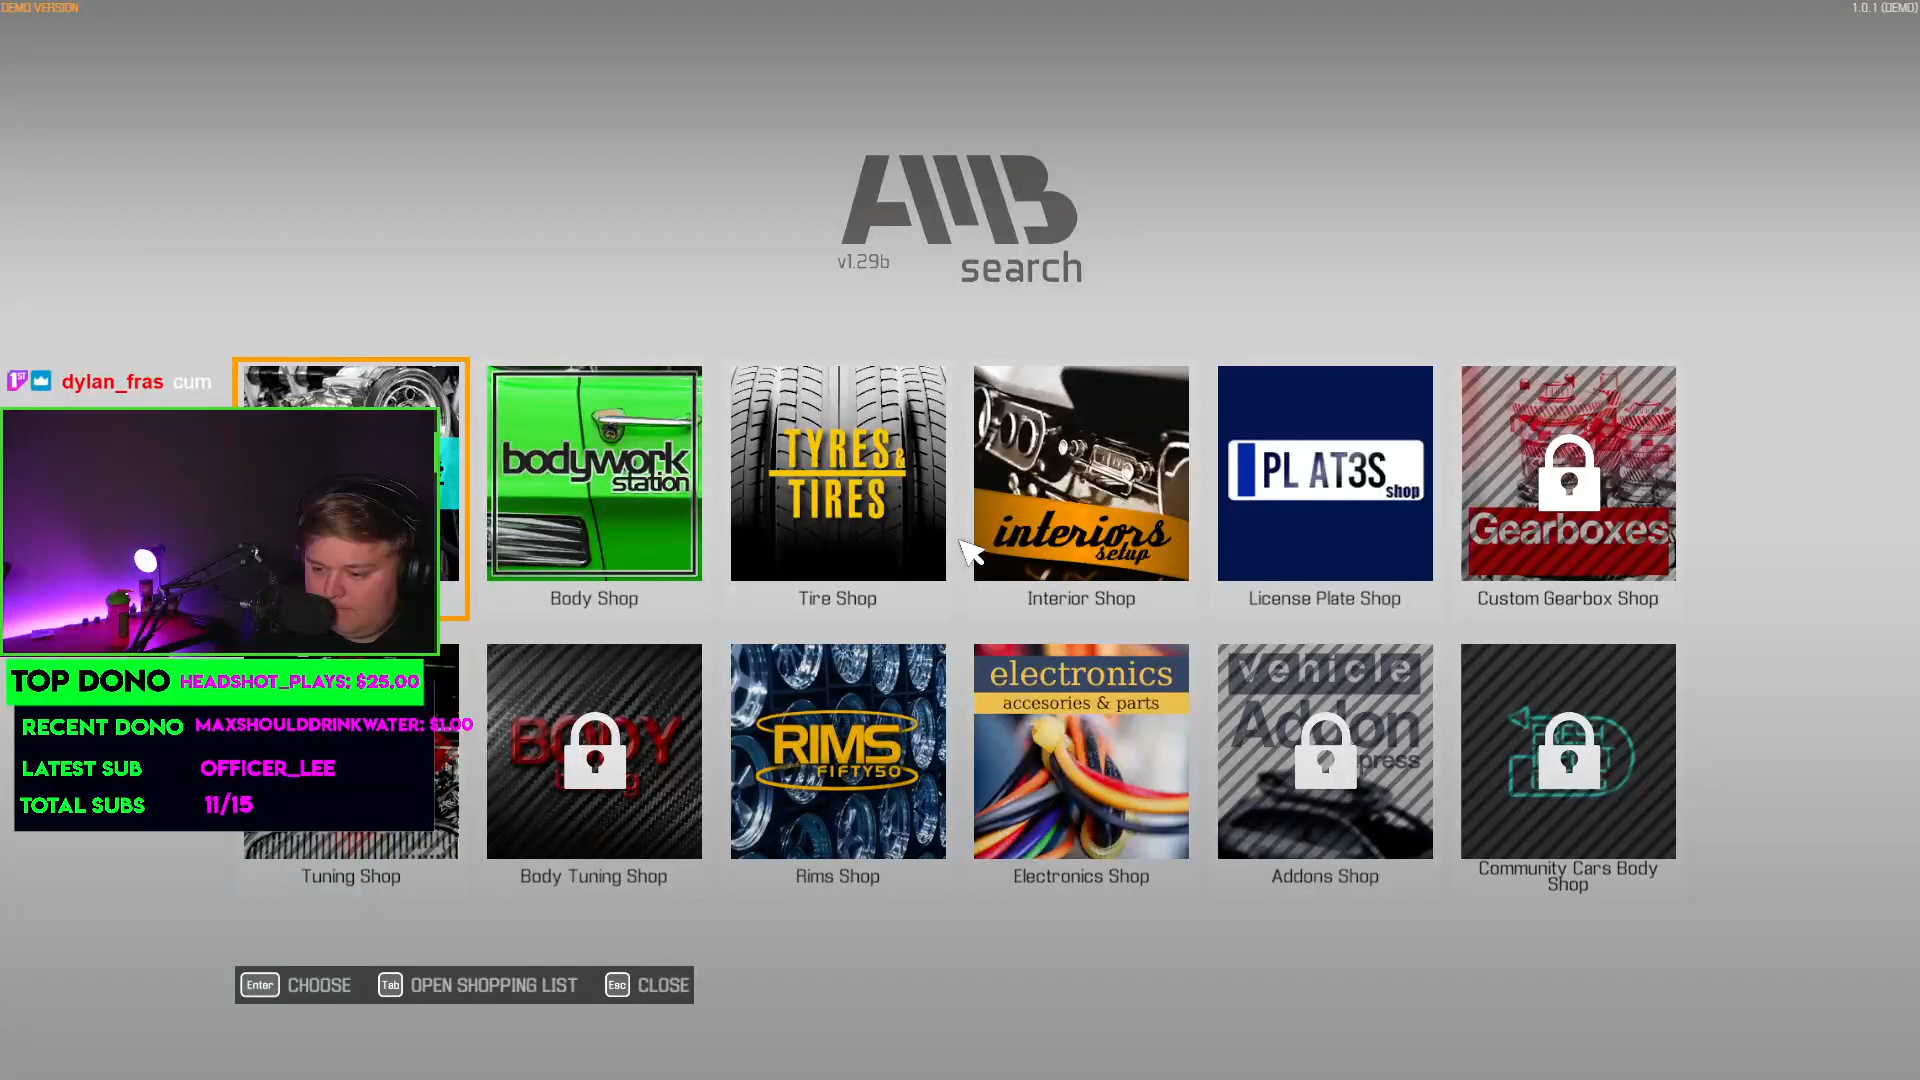 DEMO VERSION
1.0.1 (DEMO)
AMB
v1.29b
search
dylan_fras cum
bodywork
station
TYRES &
TIRES
interiors
setup
PL AT3S
shop
Gearboxes
Body Shop
Tire Shop
Interior Shop
License Plate Shop
Custom Gearbox Shop
TOP DONO HEADSHOT_PLAYS: $25.00
RECENT DONO MAXSHOULDDRINKWATER: $1.00
LATEST SUB OFFICER_LEE
TOTAL SUBS 11/15
BODY
RIMS
FIFTY50
electronics
accesories & parts
vehicle
Addon
Tuning Shop
Body Tuning Shop
Rims Shop
Electronics Shop
Addons Shop
Community Cars Body
Shop
Enter CHOOSE Tab OPEN SHOPPING LIST Esc CLOSE